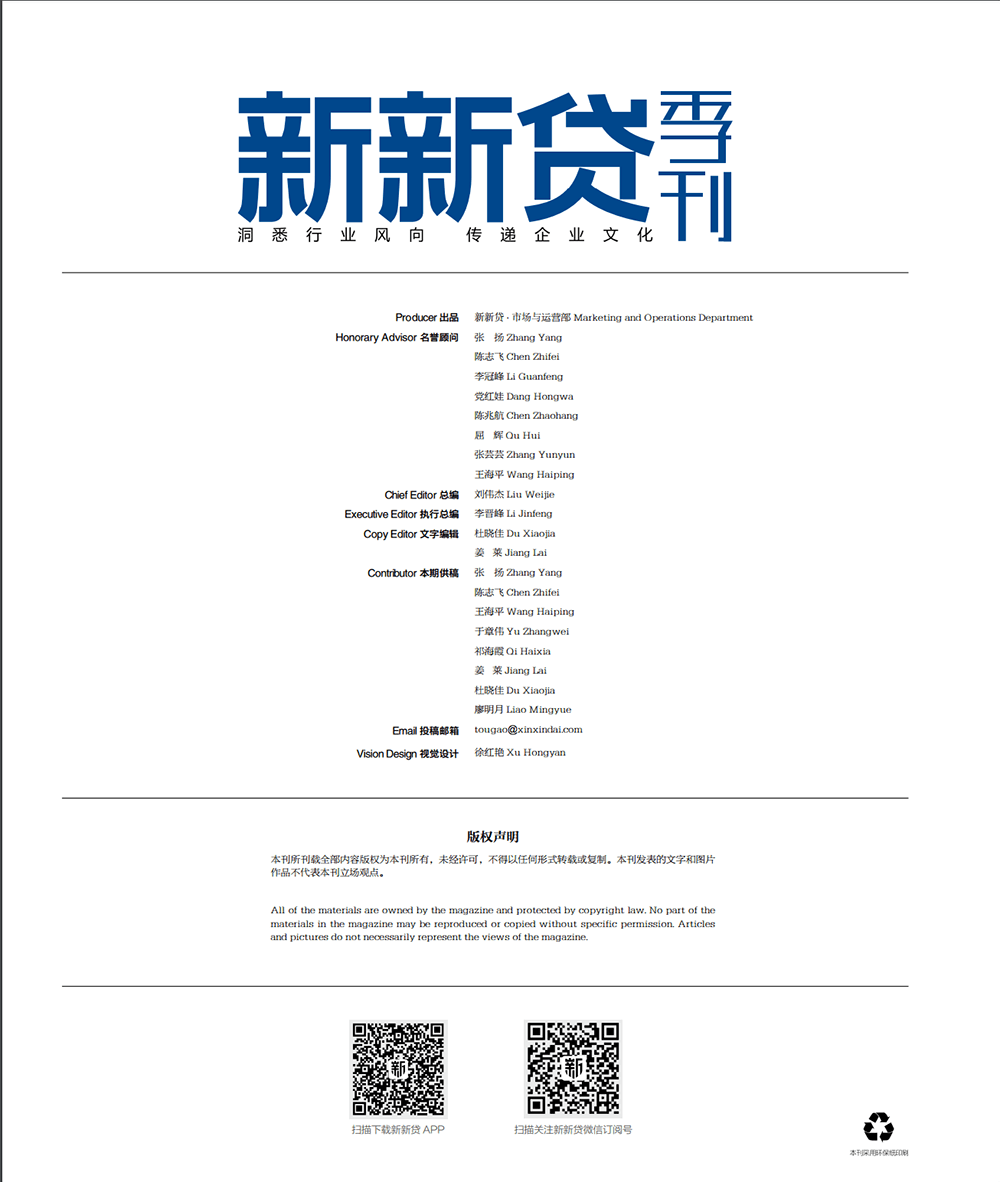 新新贷季刊
洞悉行业风向 传递企业文化
Producer 出品 新新贷 · 市场与运营部 Marketing and Operations Department
Honorary Advisor 名誉顾问 张 扬 Zhang Yang
陈志飞 Chen Zhifei
李冠峰 Li Guanfeng
党红娃 Dang Hongwa
陈兆航 Chen Zhaohang
屈 辉 Qu Hui
张芸芸 Zhang Yunyun
王海平 Wang Haiping
Chief Editor 总编 刘伟杰 Liu Weijie
Executive Editor 执行总编 李晋峰 Li Jinfeng
Copy Editor 文字编辑 杜晓佳 Du Xiaojia
姜 莱 Jiang Lai
Contributor 本期供稿 张 扬 Zhang Yang
陈志飞 Chen Zhifei
王海平 Wang Haiping
于章伟 Yu Zhangwei
祁海霞 Qi Haixia
姜 莱 Jiang Lai
杜晓佳 Du Xiaojia
廖明月 Liao Mingyue
Email 投稿邮箱 tougao@xinxindai.com
Vision Design 视觉设计 徐红艳 Xu Hongyan
版权声明
本刊所刊载全部内容版权为本刊所有，未经许可，不得以任何形式转载或复制。本刊发表的文字和图片
作品不代表本刊立场观点。
All of the materials are owned by the magazine and protected by copyright law. No part of the
materials in the magazine may be reproduced or copied without specific permission. Articles
and pictures do not necessarily represent the views of the magazine.
新 新
扫描下载新新贷 APP 扫描关注新新贷微信订阅号
本刊采用环保纸印刷